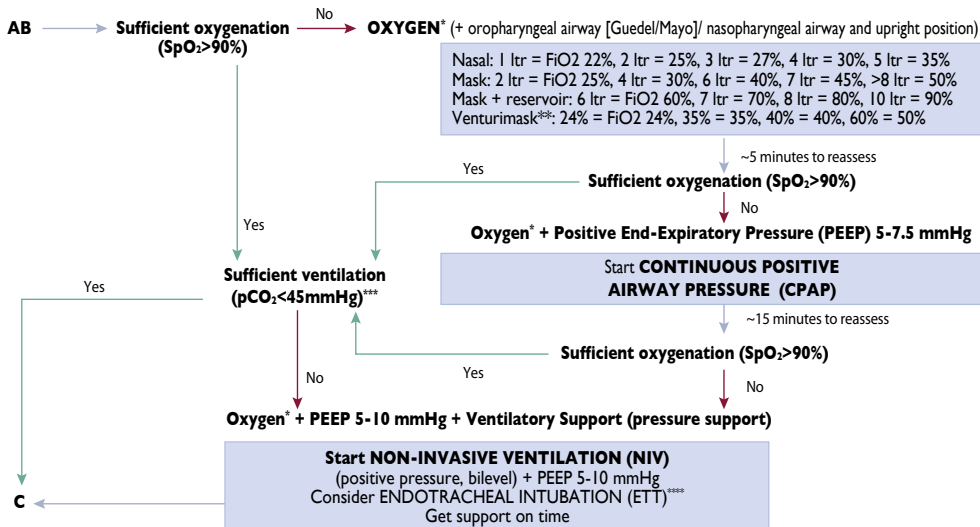 AB
Sufficient oxygenation
(SpO₂>90%)
No
OXYGEN* (+ oropharyngeal airway [Guedel/Mayo]/ nasopharyngeal airway and upright position)
Nasal: 1 ltr = FiO2 22%, 2 ltr = 25%, 3 ltr = 27%, 4 ltr = 30%, 5 ltr = 35%
Mask: 2 ltr = FiO2 25%, 4 ltr = 30%, 6 ltr = 40%, 7 ltr = 45%, >8 ltr = 50%
Mask + reservoir: 6 ltr = FiO2 60%, 7 ltr = 70%, 8 ltr = 80%, 10 ltr = 90%
Venturimask**: 24% = FiO2 24%, 35% = 35%, 40% = 40%, 60% = 50%
~5 minutes to reassess
Yes
Sufficient oxygenation (SpO₂>90%)
No
Yes
Oxygen* + Positive End-Expiratory Pressure (PEEP) 5-7.5 mmHg
Start CONTINUOUS POSITIVE
AIRWAY PRESSURE (CPAP)
Yes
Sufficient ventilation
(pCO₂<45mmHg)***
~15 minutes to reassess
Sufficient oxygenation (SpO₂>90%)
Yes
No
No
Oxygen* + PEEP 5-10 mmHg + Ventilatory Support (pressure support)
Start NON-INVASIVE VENTILATION (NIV)
(positive pressure, bilevel) + PEEP 5-10 mmHg
Consider ENDOTRACHEAL INTUBATION (ETT)****
Get support on time
C